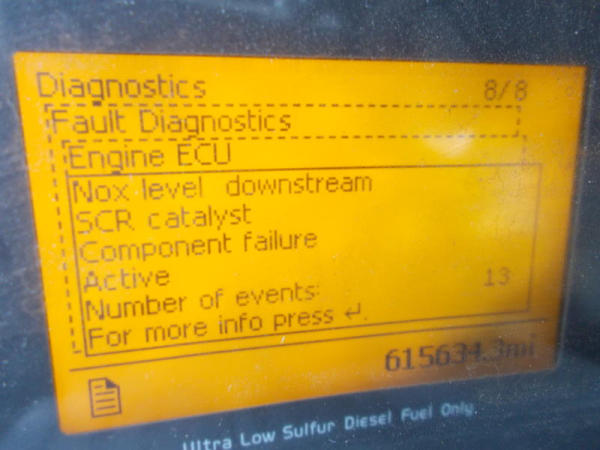 Diagnostics 8/8
Fault Diagnostics
Engine ECU
Nox level downstream
SCR catalyst
Component failure
Active
Number of events: 13
For more info press ↵.
615634.3mi
Ultra Low Sulfur Diesel Fuel Only.